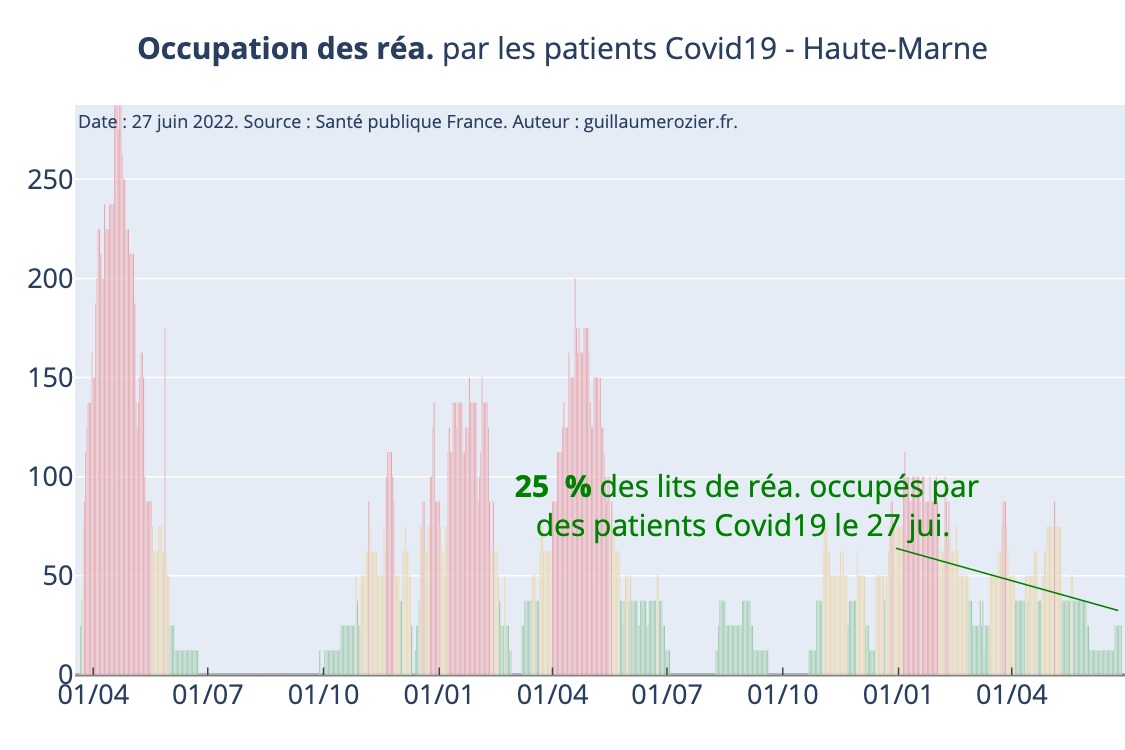 Occupation des réa. par les patients Covid19 - Haute-Marne
Date : 27 juin 2022. Source : Santé publique France. Auteur : guillaumerozier.fr.
250
200
150
100
50
0
25  % des lits de réa. occupés par
des patients Covid19 le 27 jui.
01/04 01/07 01/10 01/01 01/04 01/07 01/10 01/01 01/04